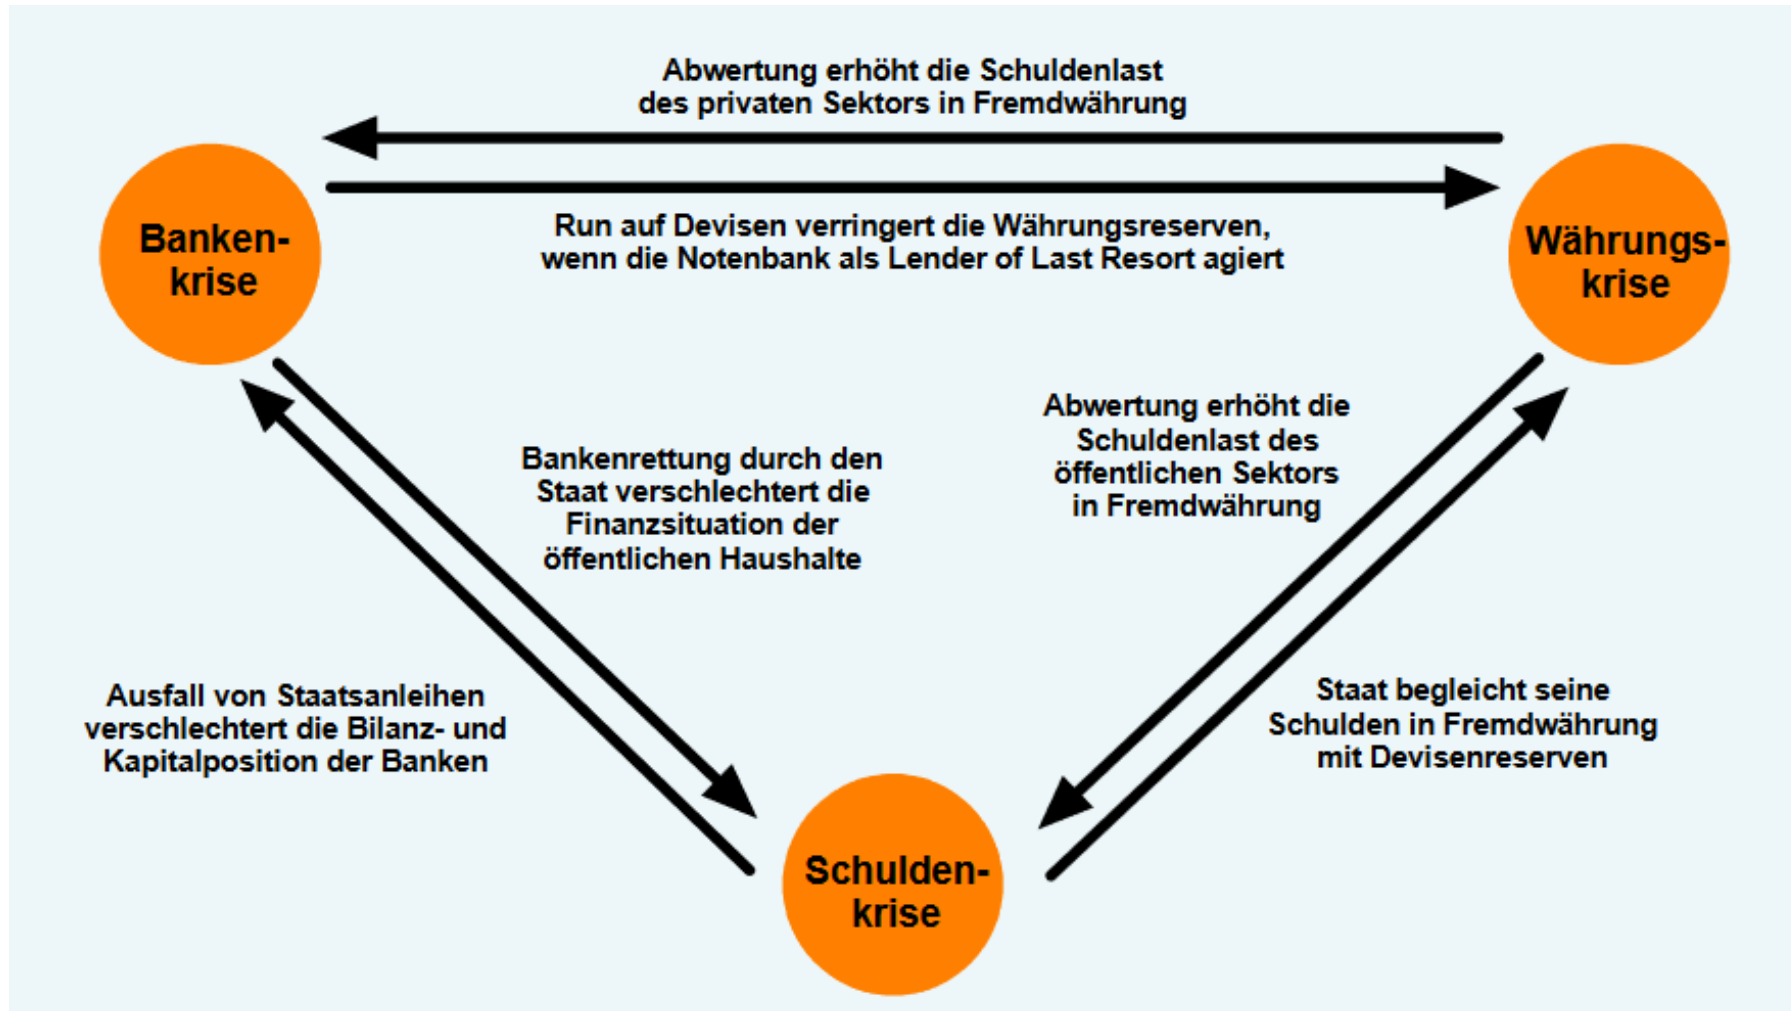 Abwertung erhöht die Schuldenlast
des privaten Sektors in Fremdwährung
Banken-
krise
Run auf Devisen verringert die Währungsreserven,
wenn die Notenbank als Lender of Last Resort agiert
Währungs-
krise
Bankenrettung durch den
Staat verschlechtert die
Finanzsituation der
öffentlichen Haushalte
Abwertung erhöht die
Schuldenlast des
öffentlichen Sektors
in Fremdwährung
Ausfall von Staatsanleihen
verschlechtert die Bilanz- und
Kapitalposition der Banken
Staat begleicht seine
Schulden in Fremdwährung
mit Devisenreserven
Schulden-
krise